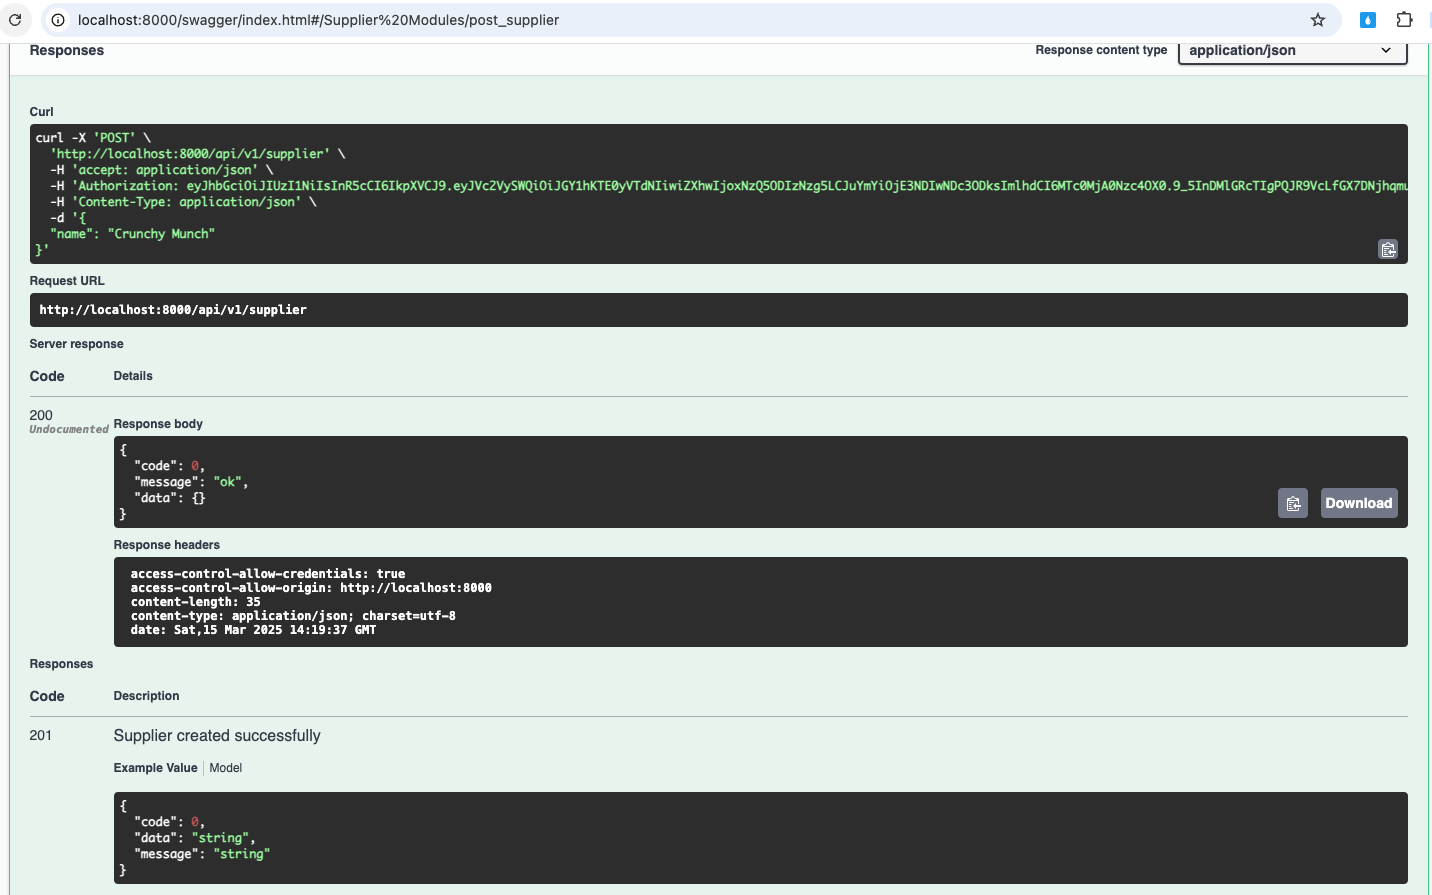 localhost:8000/swagger/index.html#/Supplier%20Modules/post_supplier
Responses
Response content type
application/json
Curl
curl -X 'POST' \
'http://localhost:8000/api/v1/supplier' \
-H 'accept: application/json' \
-H 'Authorization: eyJhbGciOiJIUzI1NiIsInR5cCI6IkpXVCJ9.eyJVc2VySWQiOiJGY1hKTE0yVTdNIiwiZXhwIjoxNzQ5ODIzNzg5LCJuYmYiOjE3NDIwNDc3ODksImlhdCI6MTc0MjA0Nzc4OX0.9_5InDMlGRcTIgPQJR9VcLfGX7DNjhqmu
-H 'Content-Type: application/json' \
-d '{
"name": "Crunchy Munch"
}'
Request URL
http://localhost:8000/api/v1/supplier
Server response
Code
Details
200
Undocumented
Response body
{
"code": 0,
"message": "ok",
"data": {}
}
Download
Response headers
access-control-allow-credentials: true
access-control-allow-origin: http://localhost:8000
content-length: 35
content-type: application/json; charset=utf-8
date: Sat,15 Mar 2025 14:19:37 GMT
Responses
Code
Description
201
Supplier created successfully
Example Value
Model
{
"code": 0,
"data": "string",
"message": "string"
}